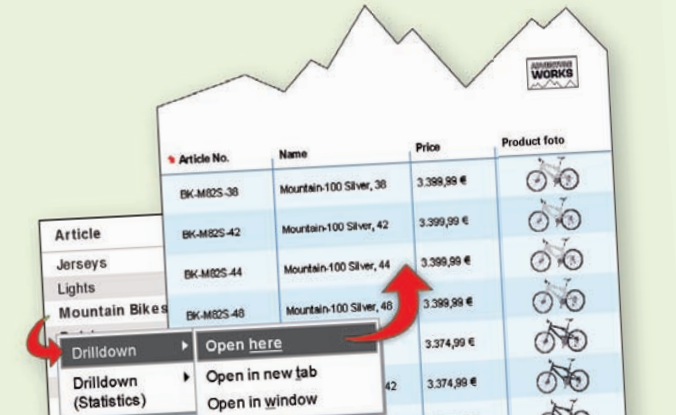 ADVENTURE
WORKS
Article No. Name Price Product foto
BK-M82S-38 Mountain-100 Silver, 38 3.399,99 €
BK-M82S-42 Mountain-100 Silver, 42 3.399,99 €
BK-M82S-44 Mountain-100 Silver, 44 3.399,99 €
BK-M82S-48 Mountain-100 Silver, 48 3.399,99 €
3.374,99 €
42 3.374,99 €
Article
Jerseys
Lights
Mountain Bikes
Drilldown Open here
Drilldown Open in new tab
(Statistics) Open in window